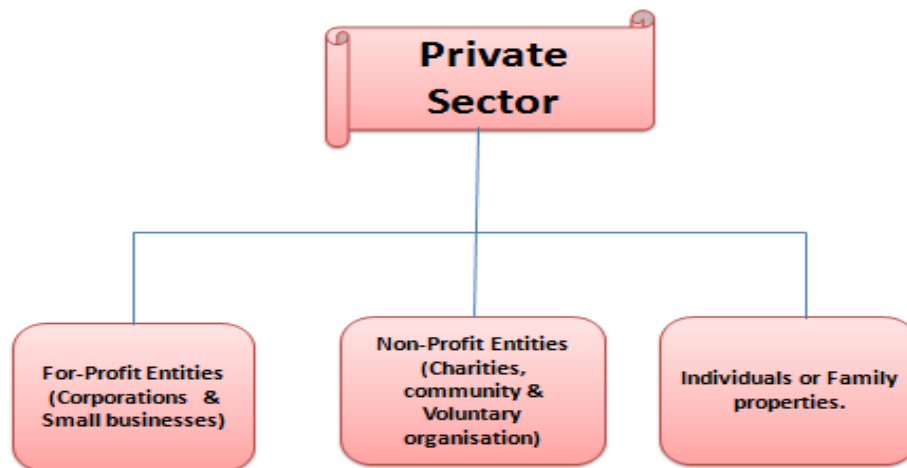 Private
Sector
For-Profit Entities
(Corporations &
Small businesses)
Non-Profit Entities
(Charities,
community &
Voluntary
organisation)
Individuals or Family
properties.